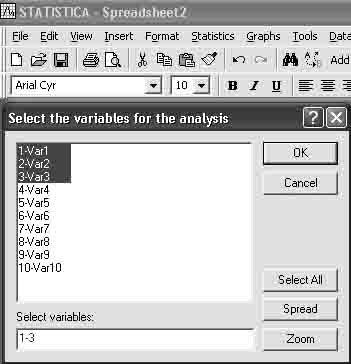 STATISTICA - Spreadsheet2
File Edit View Insert Format Statistics Graphs Tools Data
Add
Arial Cyr 10 B I U
Select the variables for the analysis
1-Var1
2-Var2
3-Var3
4-Var4
5-Var5
6-Var6
7-Var7
8-Var8
9-Var9
10-Var10
OK
Cancel
Select All
Spread
Zoom
Select variables:
1-3